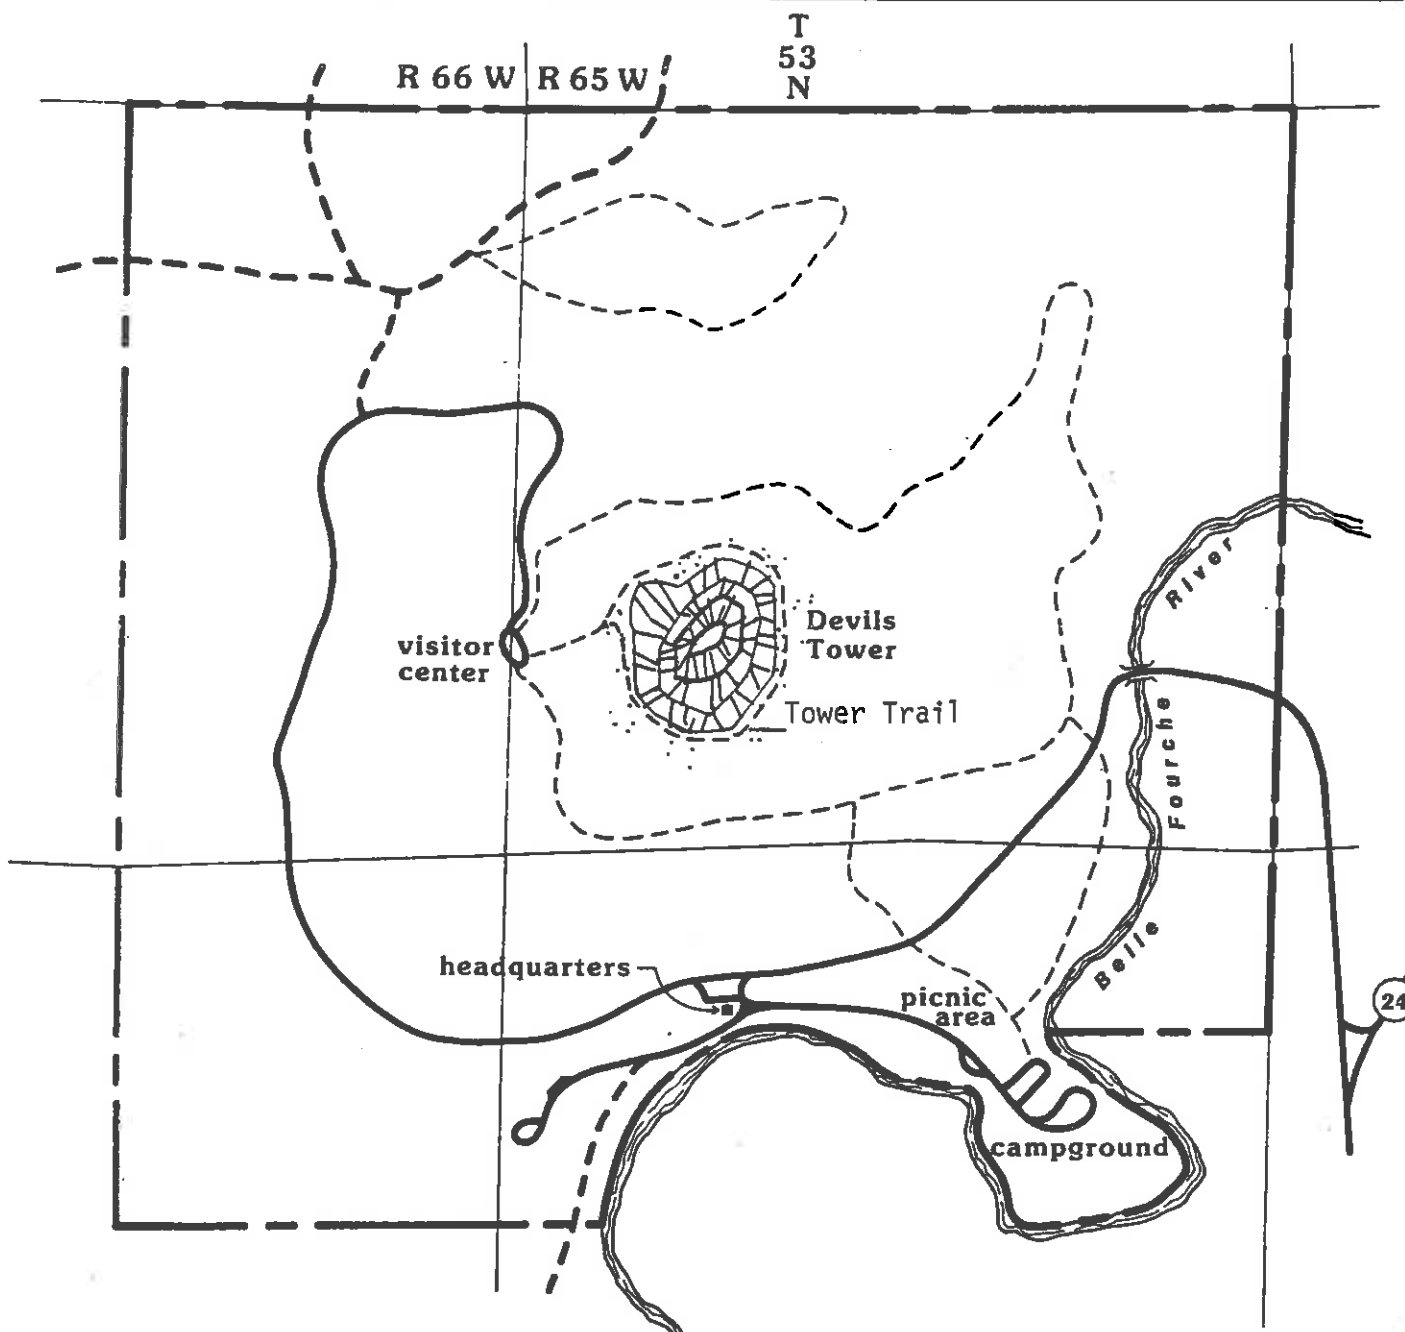 T
53
N
R 66 W
R 65 W
River
Devils
Tower
visitor
center
Tower Trail
Fourche
Belle
headquarters
picnic
area
24
campground